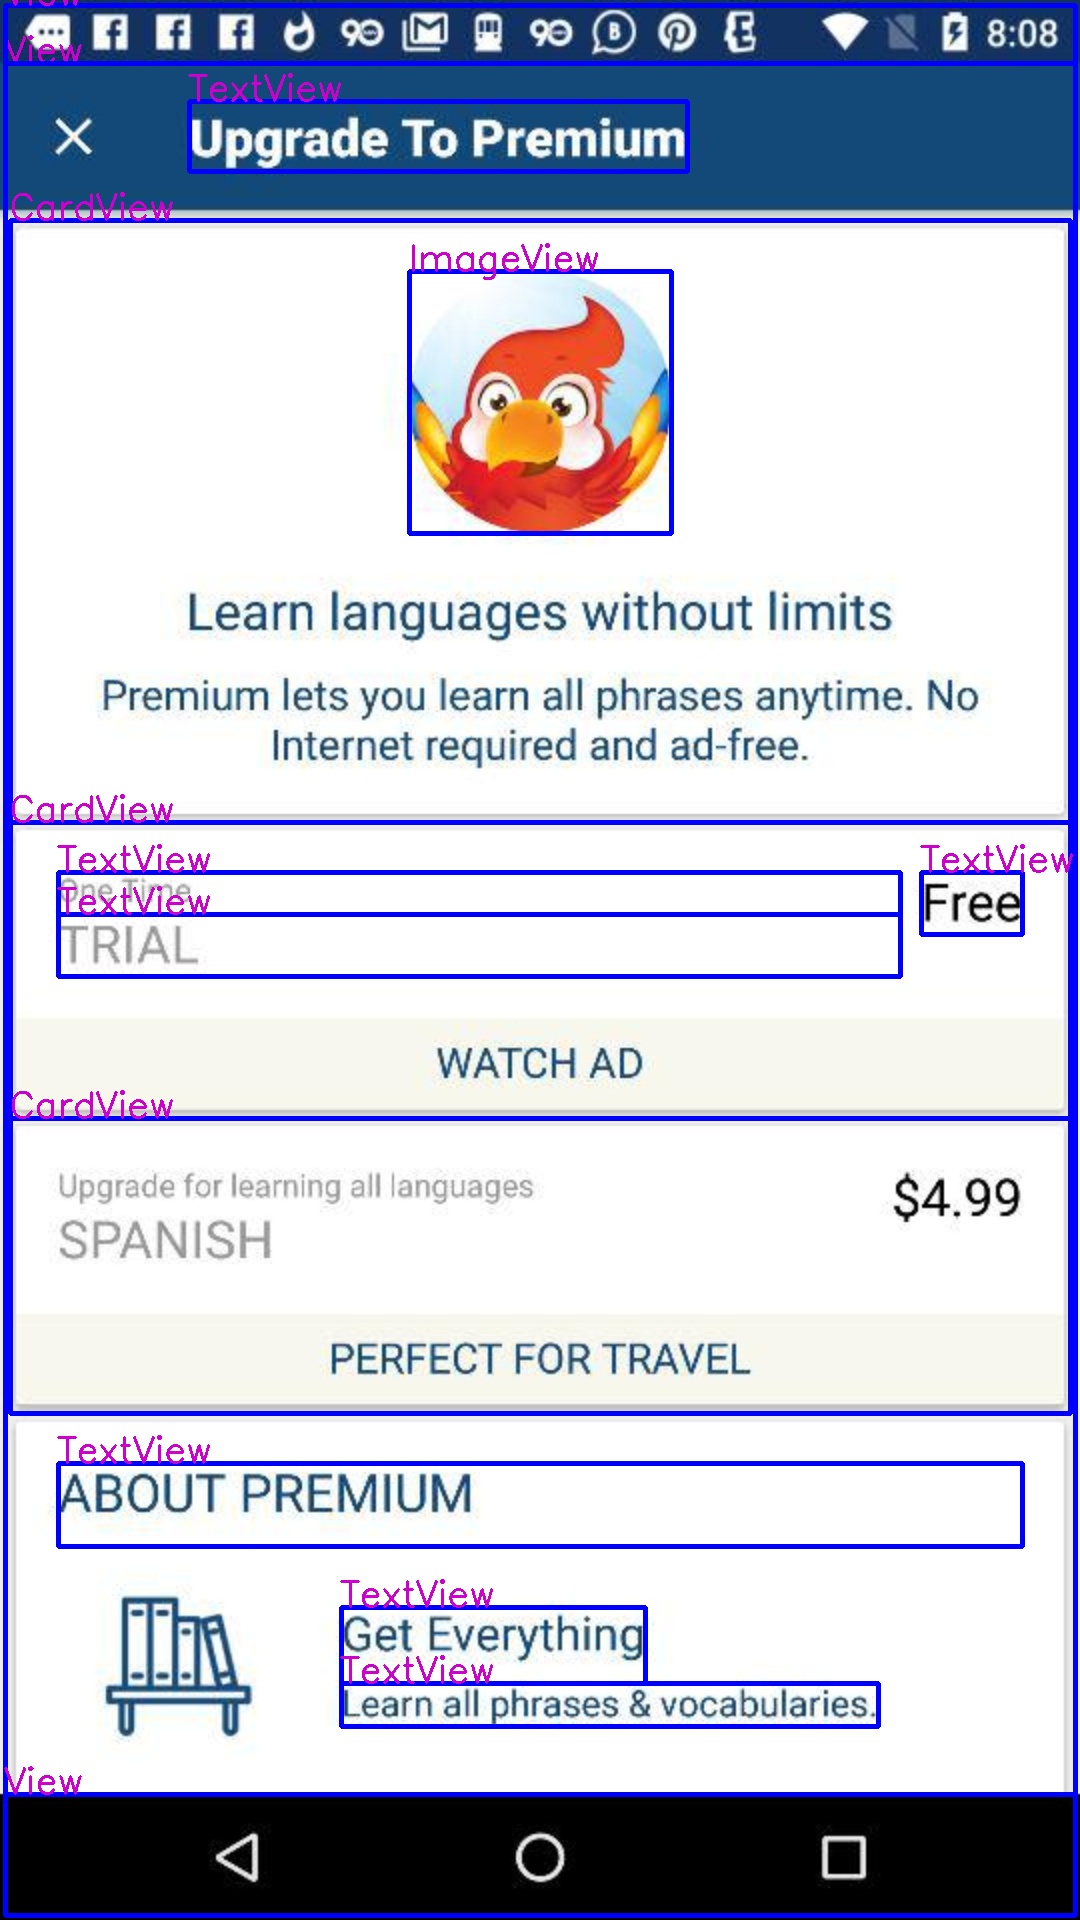 View
8:08
View
TextView
Upgrade To Premium
CardView
ImageView
Learn languages without limits
Premium lets you learn all phrases anytime. No
Internet required and ad-free.
CardView
TextView
TextView
One Time
Free
TextView
TRIAL
WATCH AD
CardView
Upgrade for learning all languages
$4.99
SPANISH
PERFECT FOR TRAVEL
TextView
ABOUT PREMIUM
TextView
Get Everything
TextView
Learn all phrases & vocabularies.
View